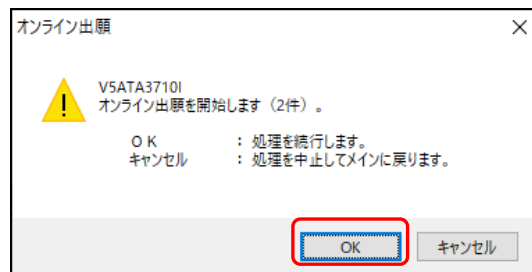 オンライン出願
V5ATA3710I
オンライン出願を開始します（2件）。
ＯＫ ： 処理を続行します。
キャンセル ： 処理を中止してメインに戻ります。
OK キャンセル